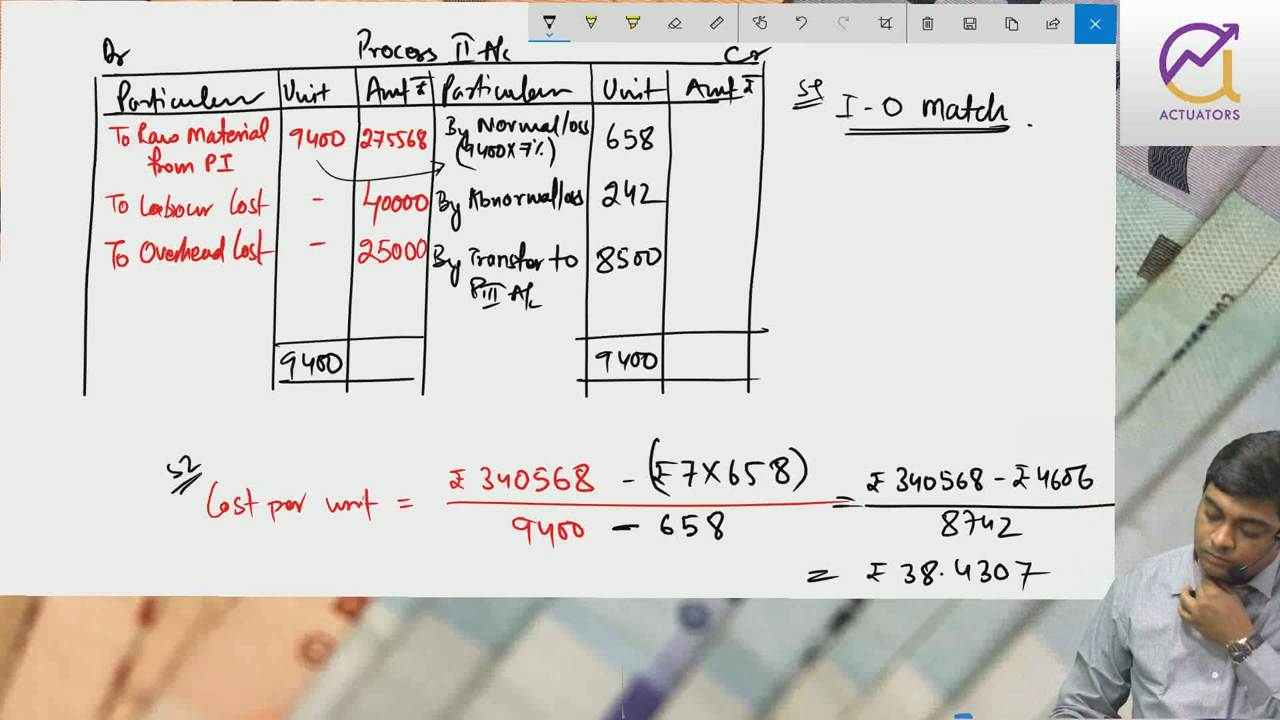 Dr Process II A/c Cr
Particulars Unit Amt ₹ Particulars Unit Amt ₹
To Raw Material from PI 9400 275568 By Normal loss (9400×7%) 658
To Labour Cost - 40000 By Abnormal loss 242
To Overhead Cost - 25000 By Transfer to PIII A/c 8500
9400 9400
I-O match
ACTUATORS
S2
Cost per unit = ₹340568 - (₹7×658) / 9400 - 658 = ₹340568 - ₹4606 / 8742
= ₹38.4307